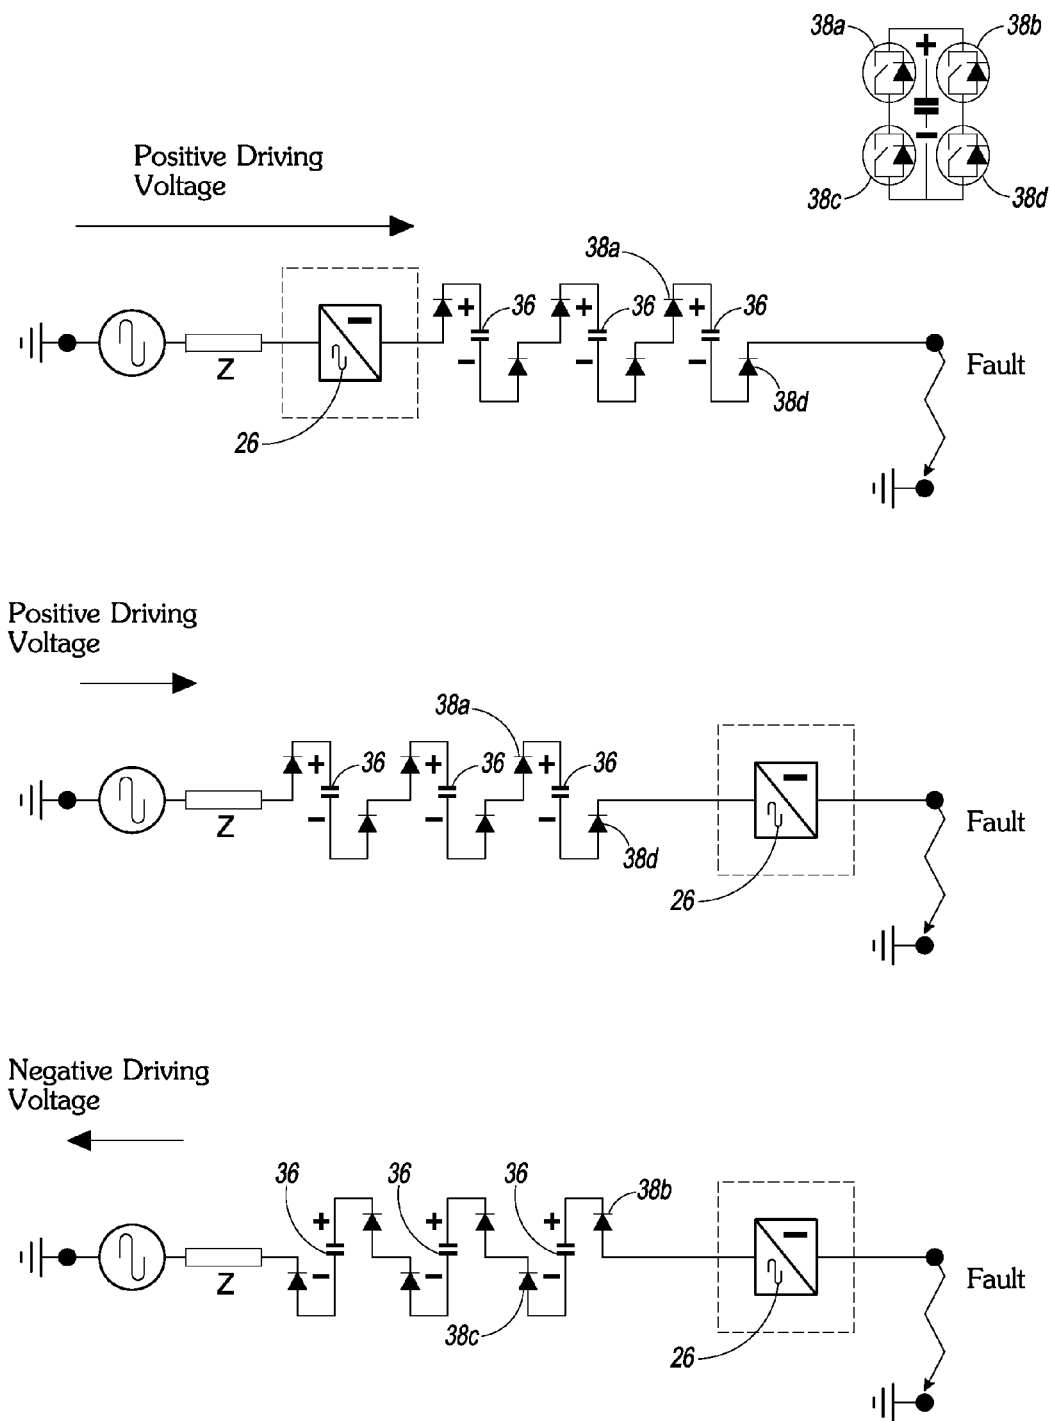 38a 38b
+
−
38c 38d
Positive Driving
Voltage
38a
+ 36 + 36 + 36
− − −
Z
38d
26
Fault
Positive Driving
Voltage
38a
+ 36 + 36 + 36
− − −
Z
38d
26
Fault
Negative Driving
Voltage
36 36 36 38b
+ + +
− − −
Z
38c
26
Fault